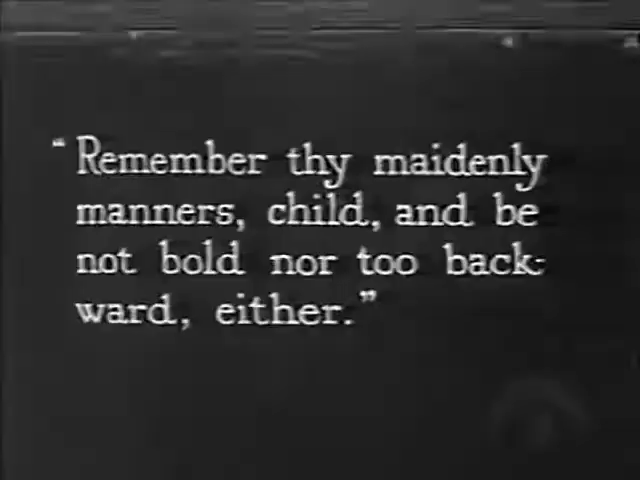 “Remember thy maidenly
manners, child, and be
not bold nor too back-
ward, either.”